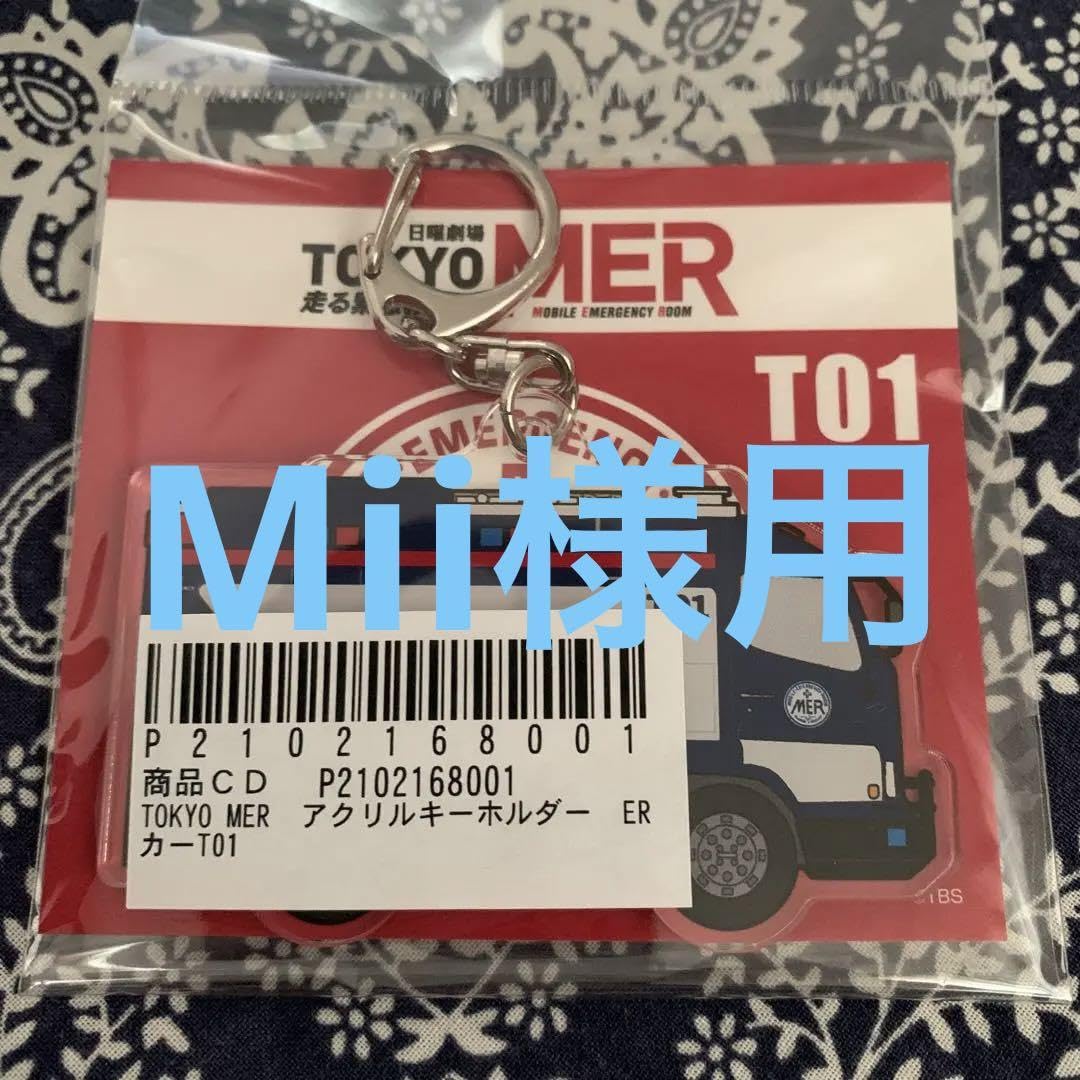 日曜劇場
TOKYO MER
走る
MOBILE EMERGENCY ROOM
T01
EMERGENC
Mii様用
MER
P2102168001
商品CD P2102168001
TOKYO MER アクリルキーホルダー ER
カーT01
TBS